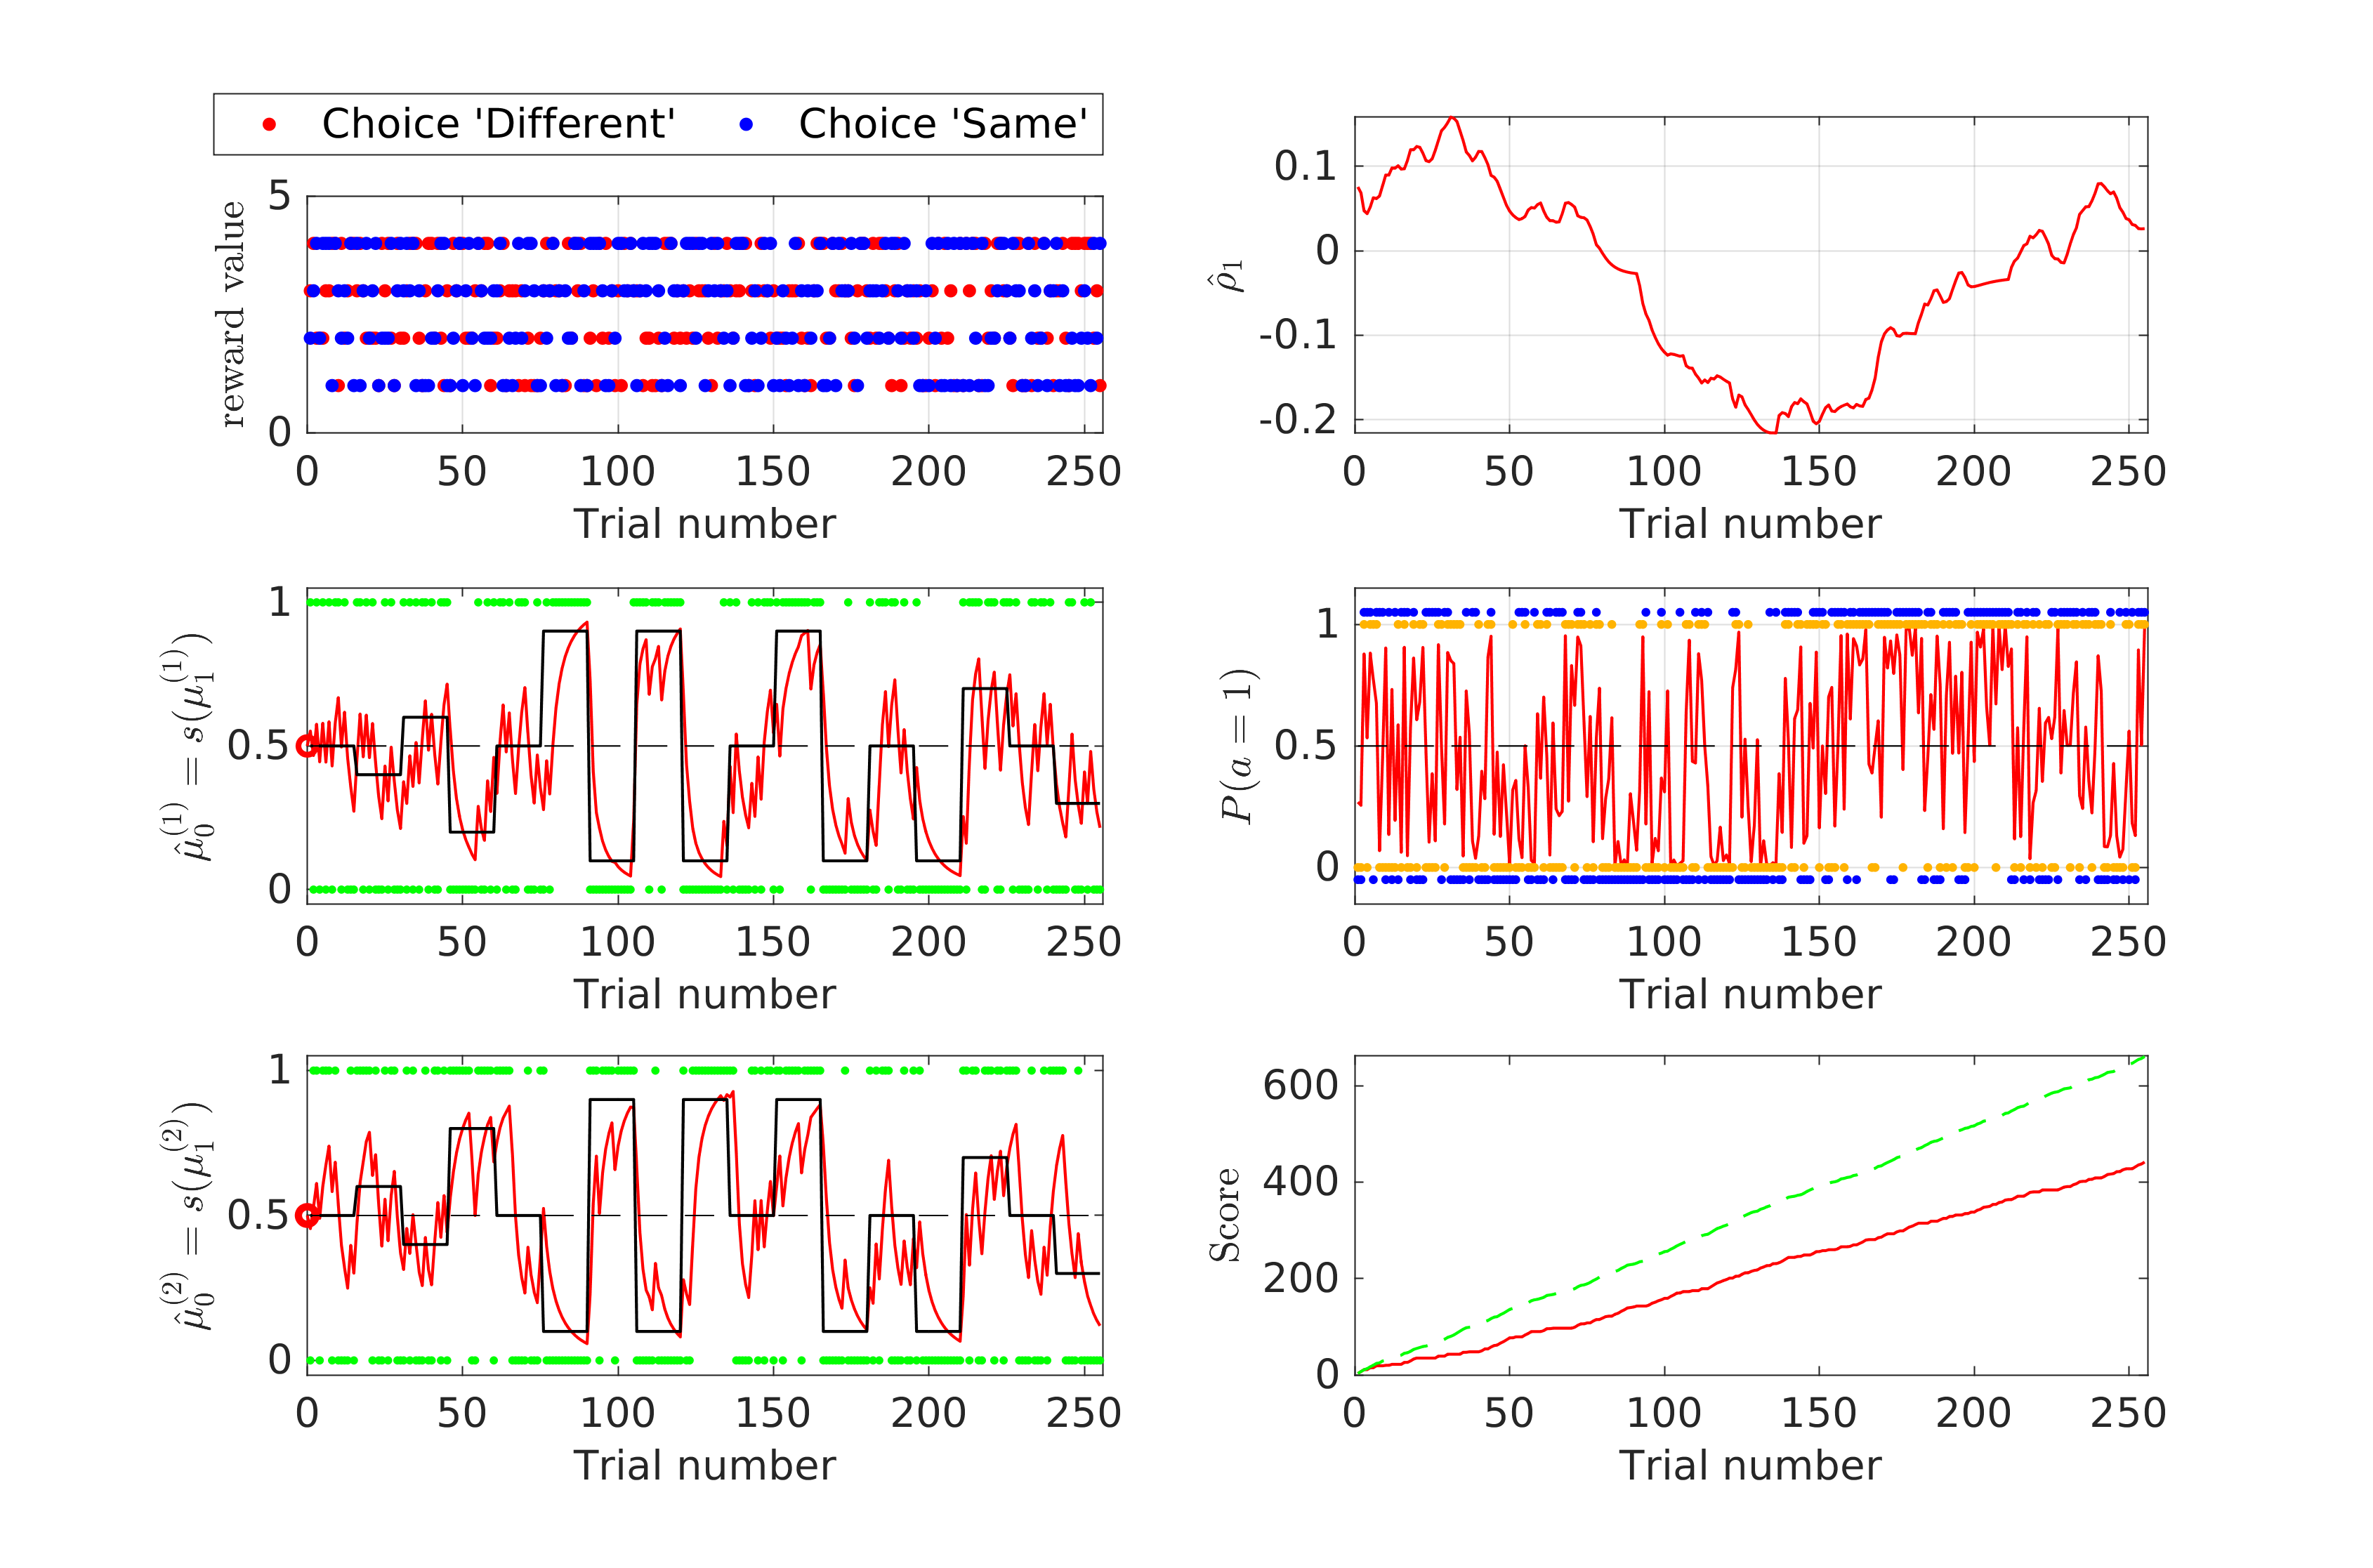 Choice 'Different' Choice 'Same'
5
0
reward value
0 50 100 150 200 250
Trial number
0.1
0
-0.1
-0.2
ρ̂₁
0 50 100 150 200 250
Trial number
1
0.5
0
μ̂₀⁽¹⁾ = s(μ₁⁽¹⁾)
0 50 100 150 200 250
Trial number
1
0.5
0
P(a = 1)
0 50 100 150 200 250
Trial number
1
0.5
0
μ̂₀⁽²⁾ = s(μ₁⁽²⁾)
0 50 100 150 200 250
Trial number
600
400
200
0
Score
0 50 100 150 200 250
Trial number